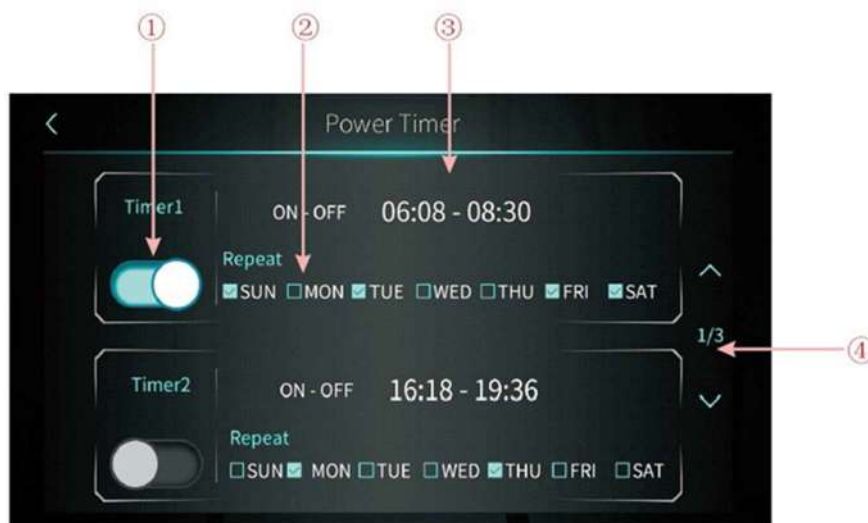 ① ② ③
Power Timer
Timer1
ON - OFF 06:08 - 08:30
Repeat
SUN MON TUE WED THU FRI SAT
1/3
④
Timer2
ON - OFF 16:18 - 19:36
Repeat
SUN MON TUE WED THU FRI SAT